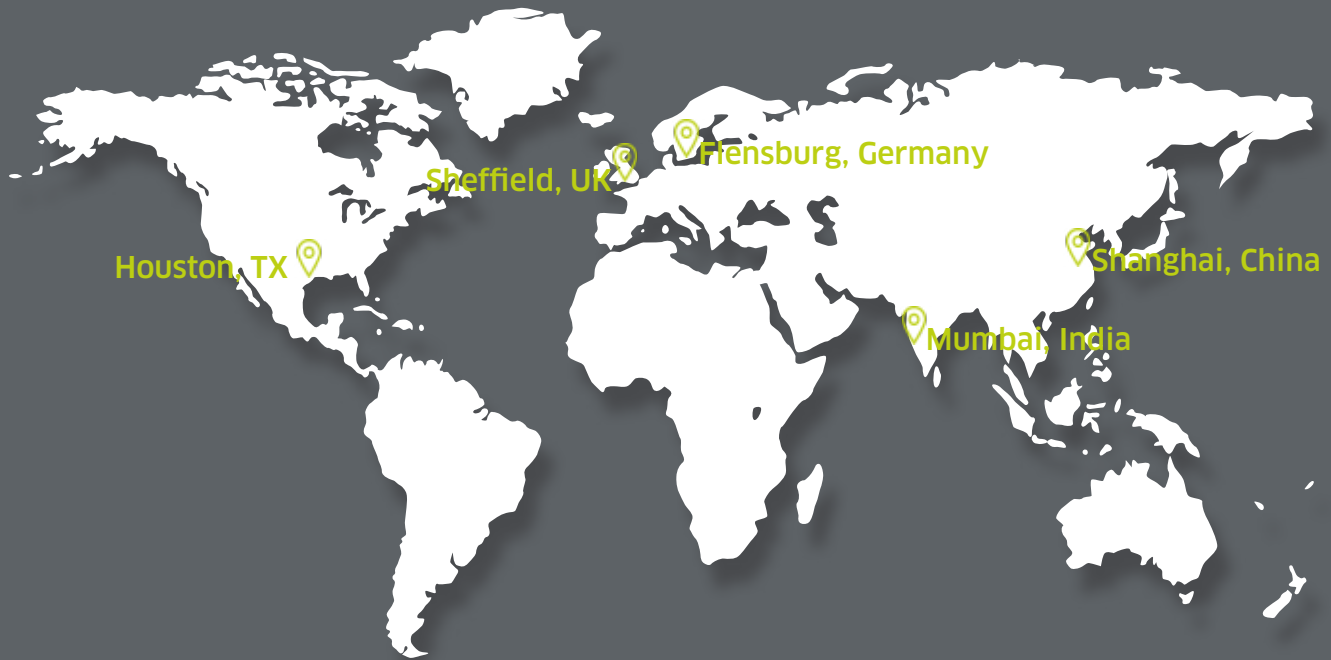 Flensburg, Germany
Sheffield, UK
Houston, TX
Shanghai, China
Mumbai, India